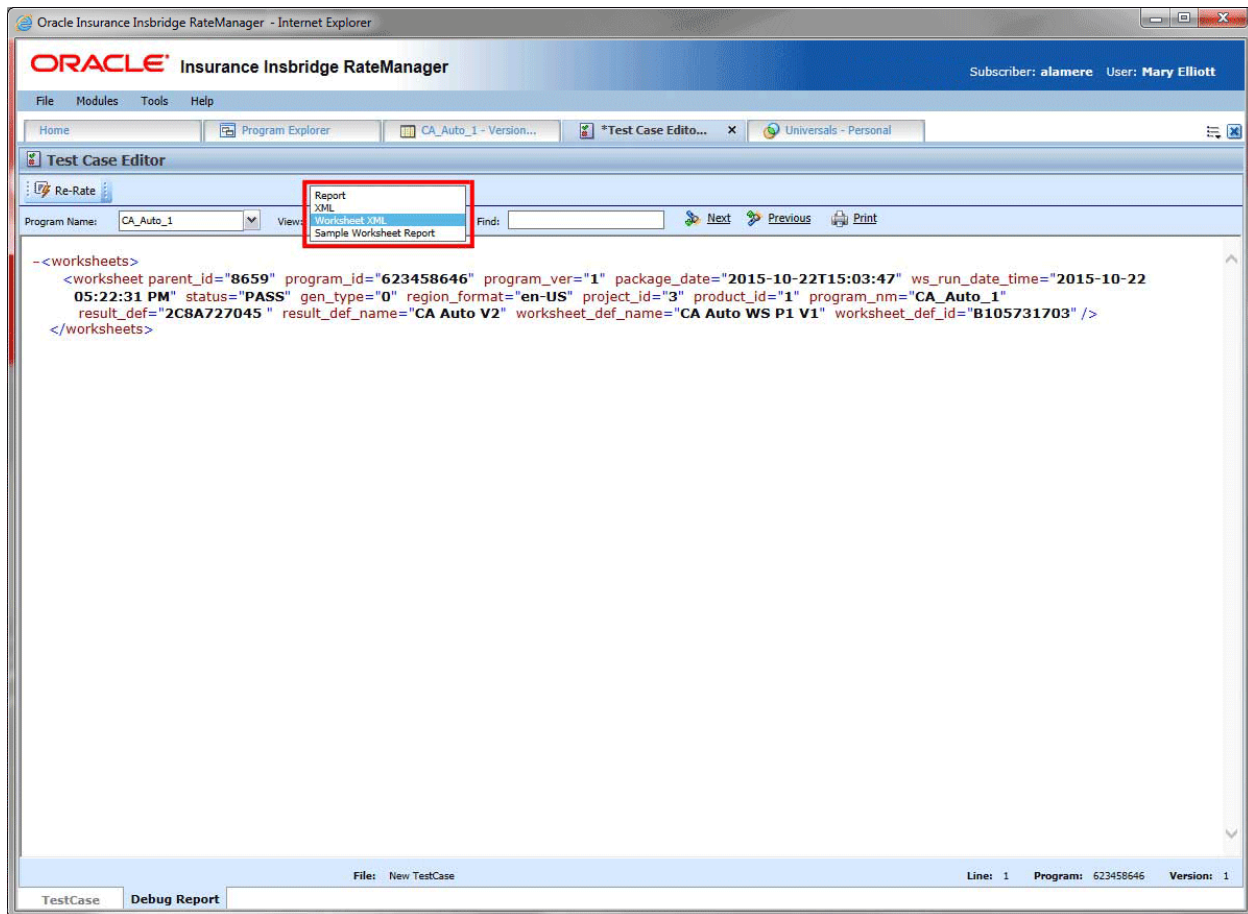 Oracle Insurance Insbridge RateManager - Internet Explorer
ORACLE Insurance Insbridge RateManager
Subscriber: alamere User: Mary Elliott
File Modules Tools Help
Home Program Explorer CA_Auto_1 - Version... *Test Case Edito... x Universals - Personal
Test Case Editor
Re-Rate
Report
XML
Program Name: CA_Auto_1 View: Worksheet XML Find: Next Previous Print
Sample Worksheet Report
-<worksheets>
<worksheet parent_id="8659" program_id="623458646" program_ver="1" package_date="2015-10-22T15:03:47" ws_run_date_time="2015-10-22
05:22:31 PM" status="PASS" gen_type="0" region_format="en-US" project_id="3" product_id="1" program_nm="CA_Auto_1"
result_def="2C8A727045 " result_def_name="CA Auto V2" worksheet_def_name="CA Auto WS P1 V1" worksheet_def_id="B105731703" />
</worksheets>
File: New TestCase Line: 1 Program: 623458646 Version: 1
TestCase Debug Report